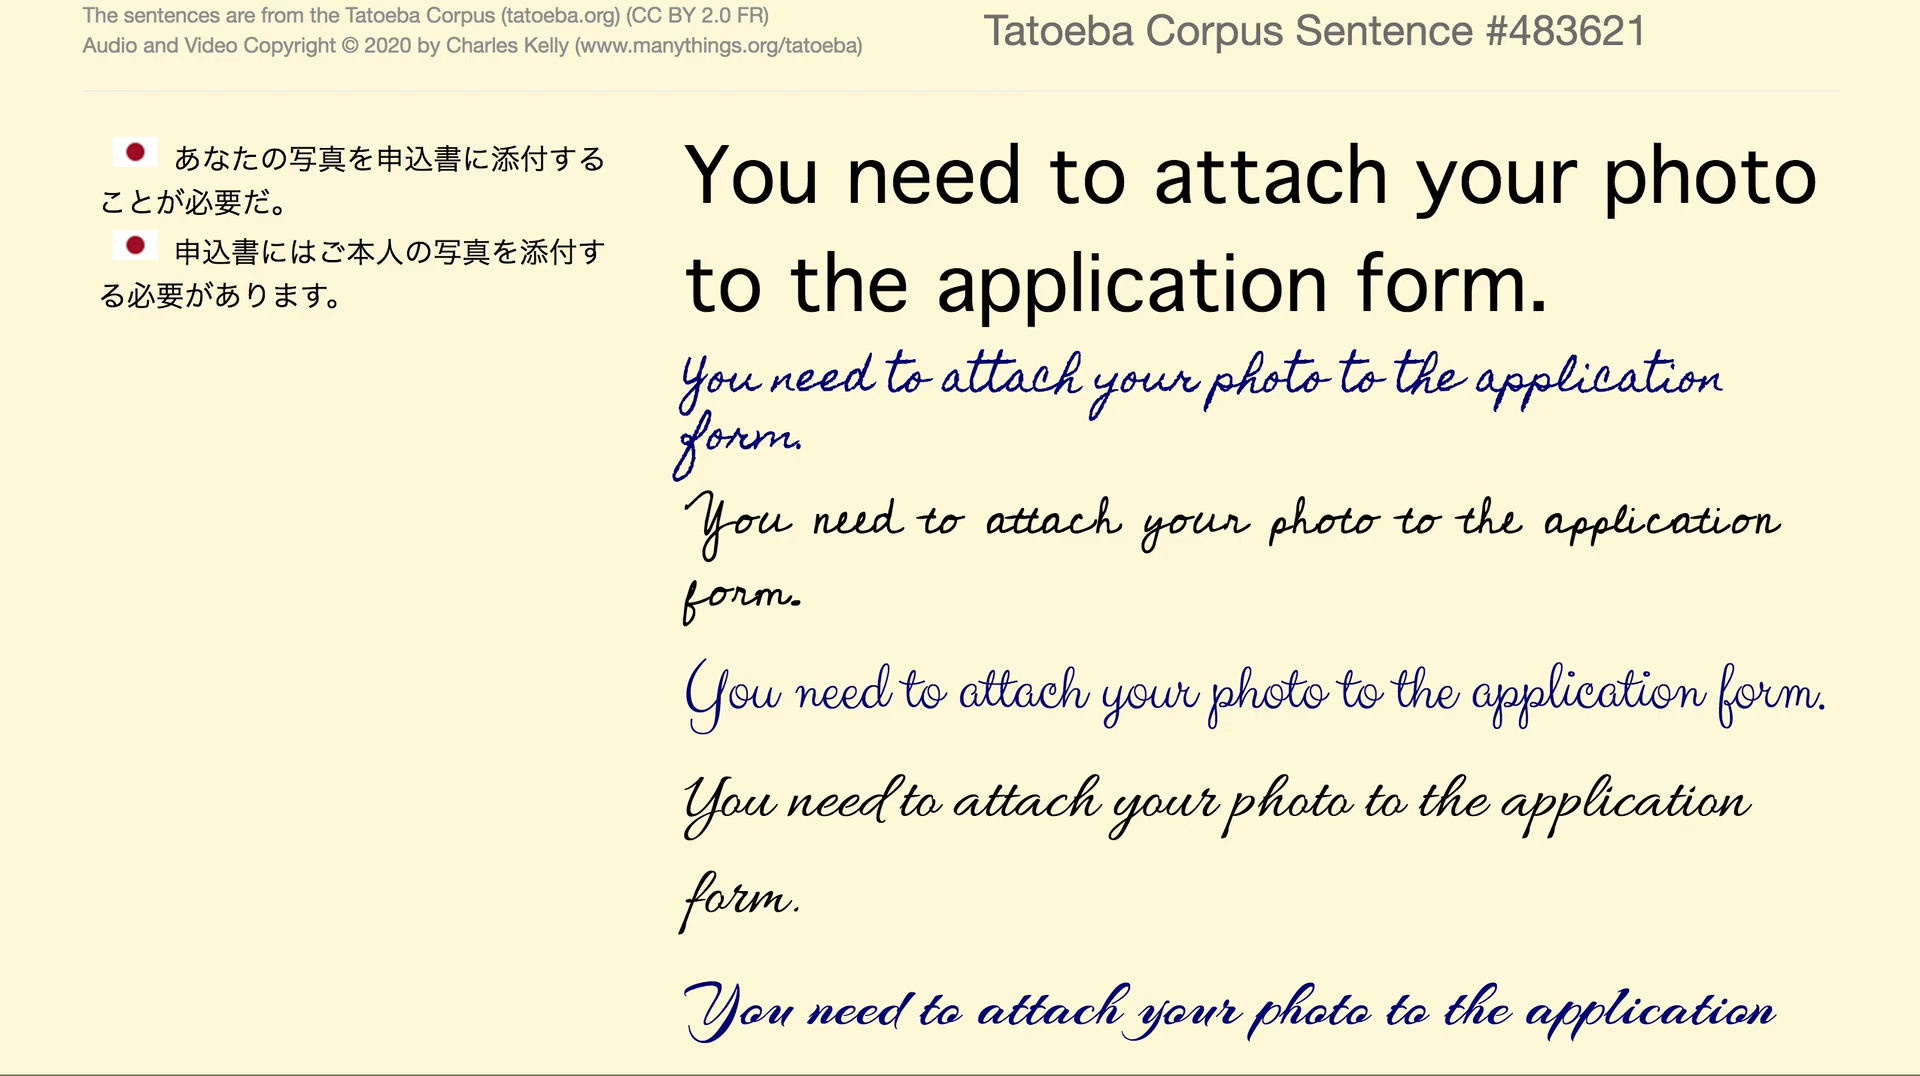 The sentences are from the Tatoeba Corpus (tatoeba.org) (CC BY 2.0 FR)
Audio and Video Copyright © 2020 by Charles Kelly (www.manythings.org/tatoeba)
Tatoeba Corpus Sentence #483621
あなたの写真を申込書に添付する
ことが必要だ。
申込書にはご本人の写真を添付す
る必要があります。
You need to attach your photo
to the application form.
You need to attach your photo to the application
form.
You need to attach your photo to the application
form.
You need to attach your photo to the application form.
You need to attach your photo to the application
form.
You need to attach your photo to the application